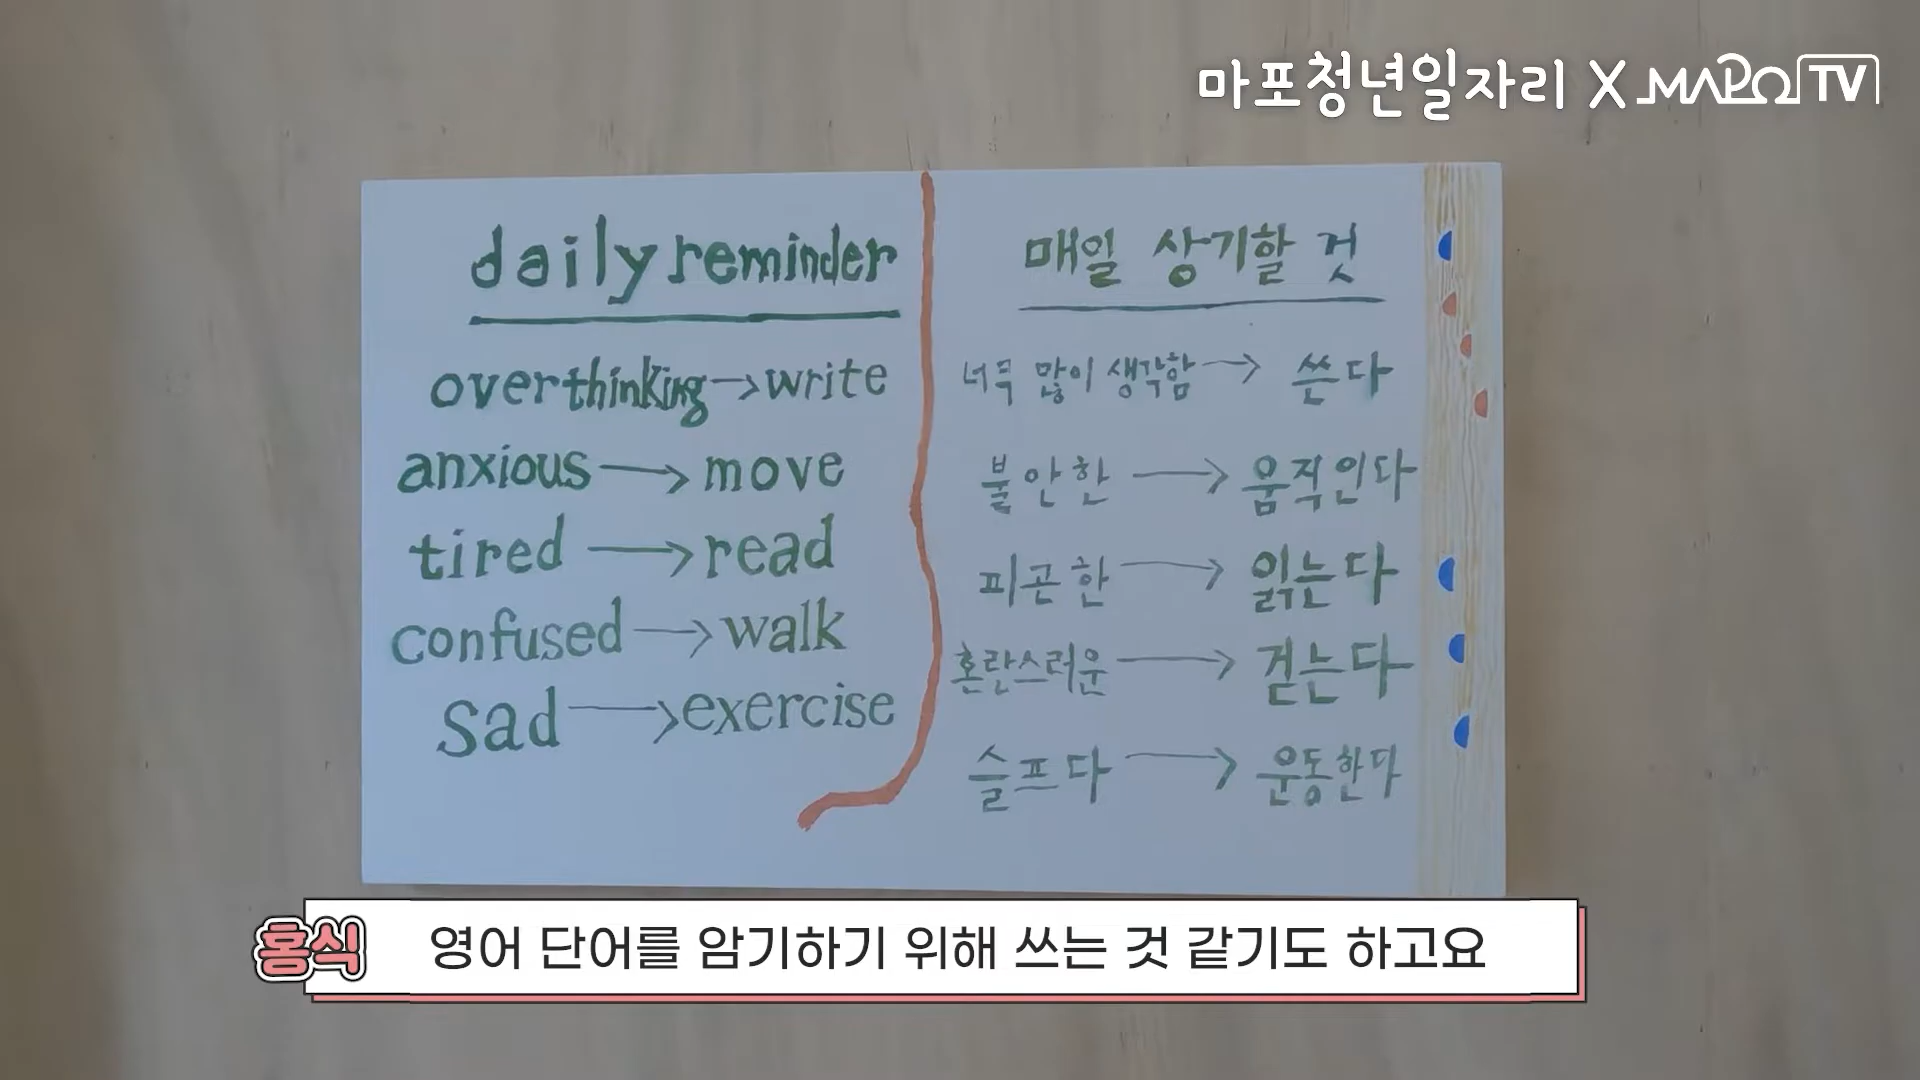 마포청년일자리 X MAPO TV
daily reminder
overthinking → write
anxious → move
tired → read
confused → walk
sad → exercise
매일 상기할 것
너무 많이 생각함 → 쓴다
불안한 → 움직인다
피곤한 → 읽는다
혼란스러운 → 걷는다
슬프다 → 운동한다
홍식 영어 단어를 암기하기 위해 쓰는 것 같기도 하고요